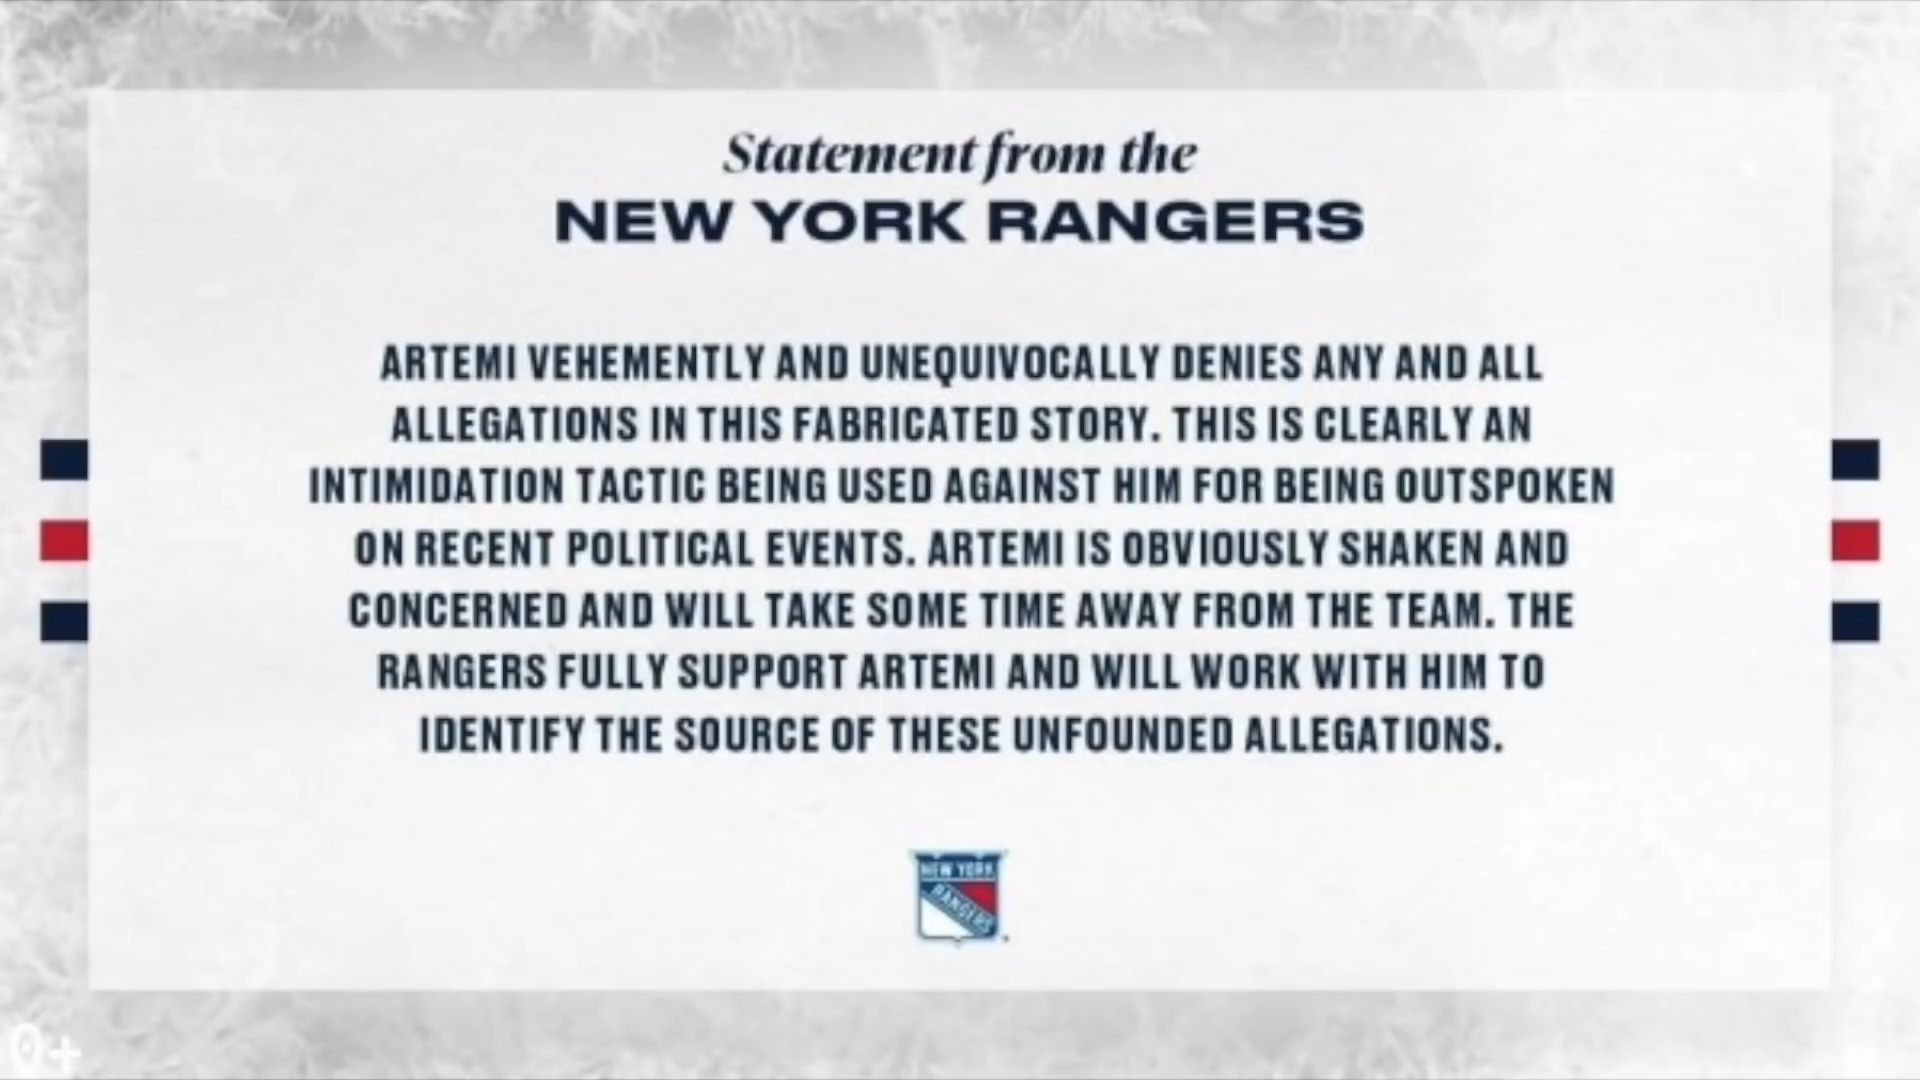 Statement from the
NEW YORK RANGERS
ARTEMI VEHEMENTLY AND UNEQUIVOCALLY DENIES ANY AND ALL
ALLEGATIONS IN THIS FABRICATED STORY. THIS IS CLEARLY AN
INTIMIDATION TACTIC BEING USED AGAINST HIM FOR BEING OUTSPOKEN
ON RECENT POLITICAL EVENTS. ARTEMI IS OBVIOUSLY SHAKEN AND
CONCERNED AND WILL TAKE SOME TIME AWAY FROM THE TEAM. THE
RANGERS FULLY SUPPORT ARTEMI AND WILL WORK WITH HIM TO
IDENTIFY THE SOURCE OF THESE UNFOUNDED ALLEGATIONS.
NEW YORK
RANGERS
0+